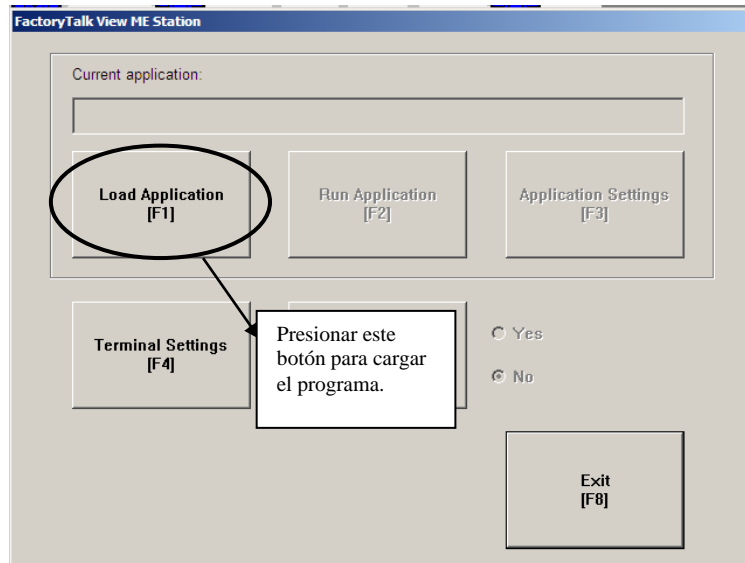 FactoryTalk View ME Station
Current application:
Load Application
[F1]
Run Application
[F2]
Application Settings
[F3]
Terminal Settings
[F4]
Presionar este
botón para cargar
el programa.
Yes
No
Exit
[F8]